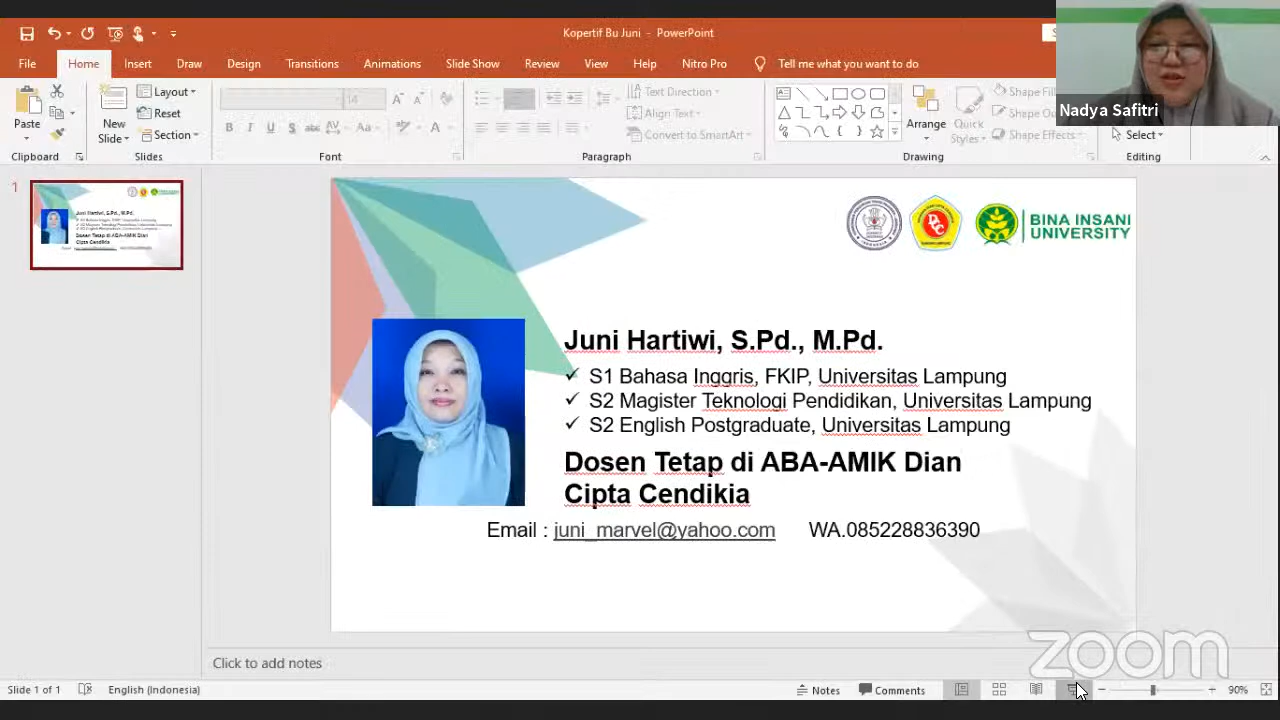 Kopertif Bu Juni - PowerPoint
File Home Insert Draw Design Transitions Animations Slide Show Review View Help Nitro Pro Tell me what you want to do
Nadya Safitri
Paste
New Slide
Layout
Reset
Section
14
B I U S abc AV Aa A
Text Direction
Align Text
Convert to SmartArt
Arrange
Quick Styles
Shape Fill
Shape Effects
Select
Clipboard Slides Font Paragraph Drawing Editing
1
BINA INSANI
UNIVERSITY
Juni Hartiwi, S.Pd., M.Pd.
✓ S1 Bahasa Inggris, FKIP, Universitas Lampung
✓ S2 Magister Teknologi Pendidikan, Universitas Lampung
✓ S2 English Postgraduate, Universitas Lampung
Dosen Tetap di ABA-AMIK Dian
Cipta Cendikia
Email : juni_marvel@yahoo.com WA.085228836390
zoom
Click to add notes
Slide 1 of 1 English (Indonesia) Notes Comments 90%